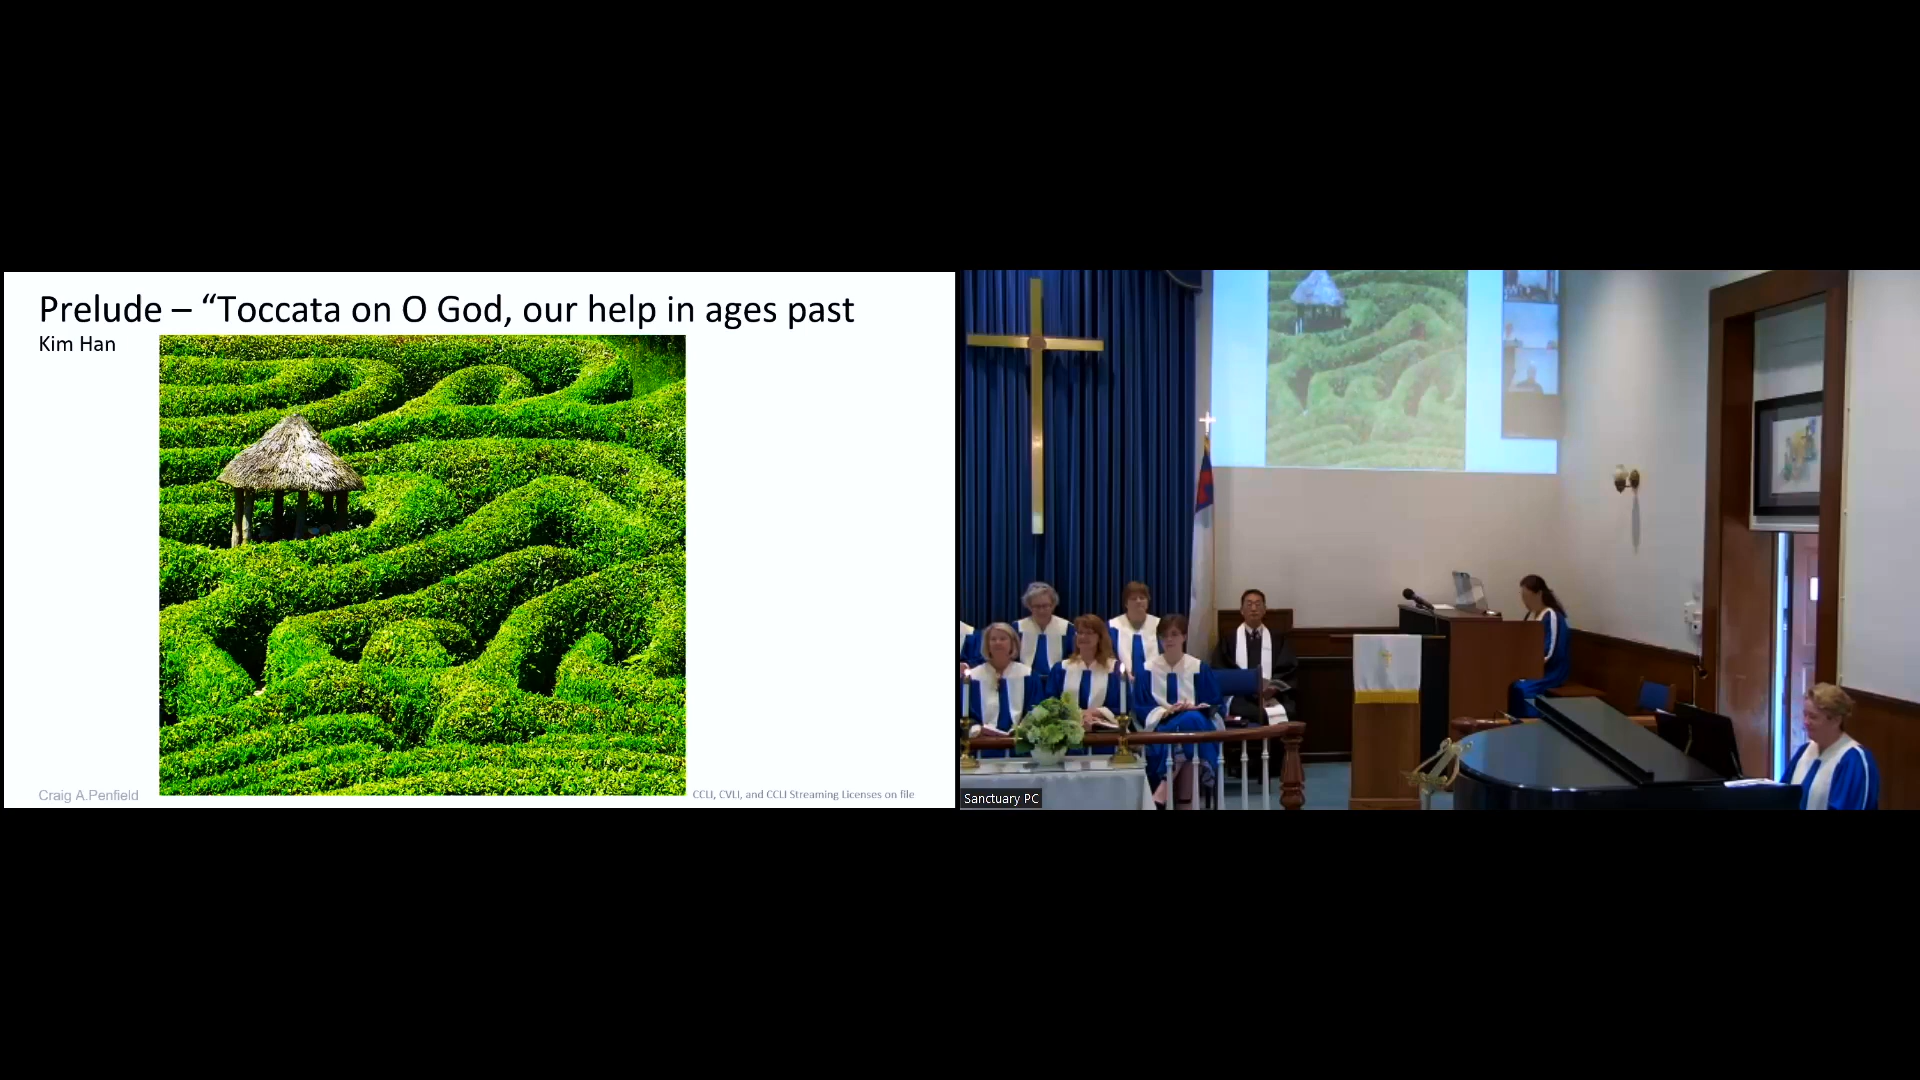 Prelude – “Toccata on O God, our help in ages past
Kim Han
Craig A.Penfield
CCLI, CVLI, and CCLI Streaming Licenses on file
Sanctuary PC